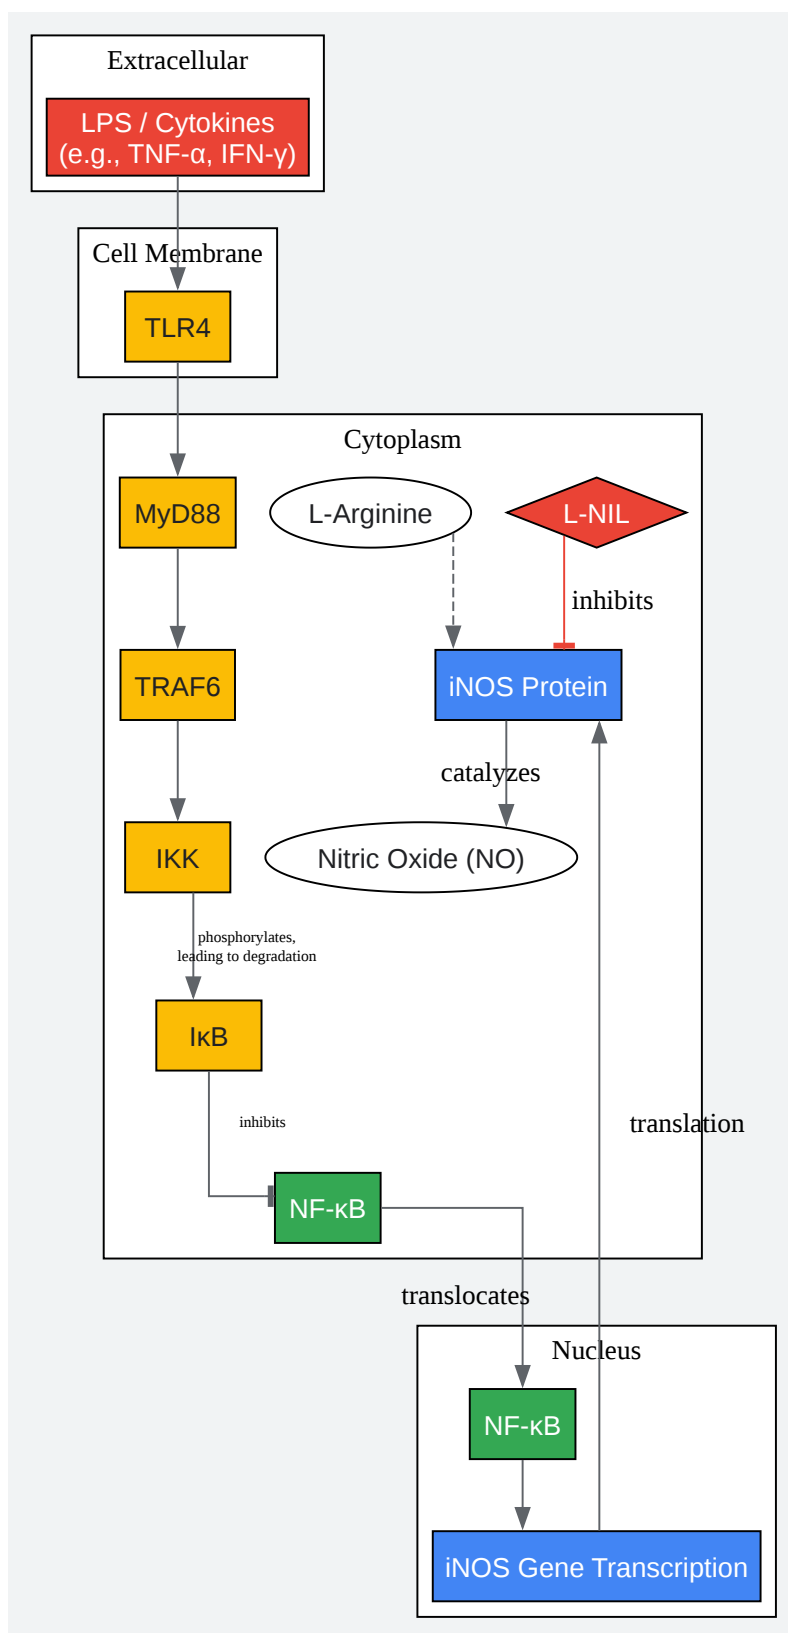 Extracellular
LPS / Cytokines
(e.g., TNF-α, IFN-γ)
Cell Membrane
TLR4
Cytoplasm
MyD88
L-Arginine
L-NIL
inhibits
TRAF6
iNOS Protein
catalyzes
IKK
Nitric Oxide (NO)
phosphorylates,
leading to degradation
IκB
inhibits
translation
NF-κB
translocates
Nucleus
NF-κB
iNOS Gene Transcription